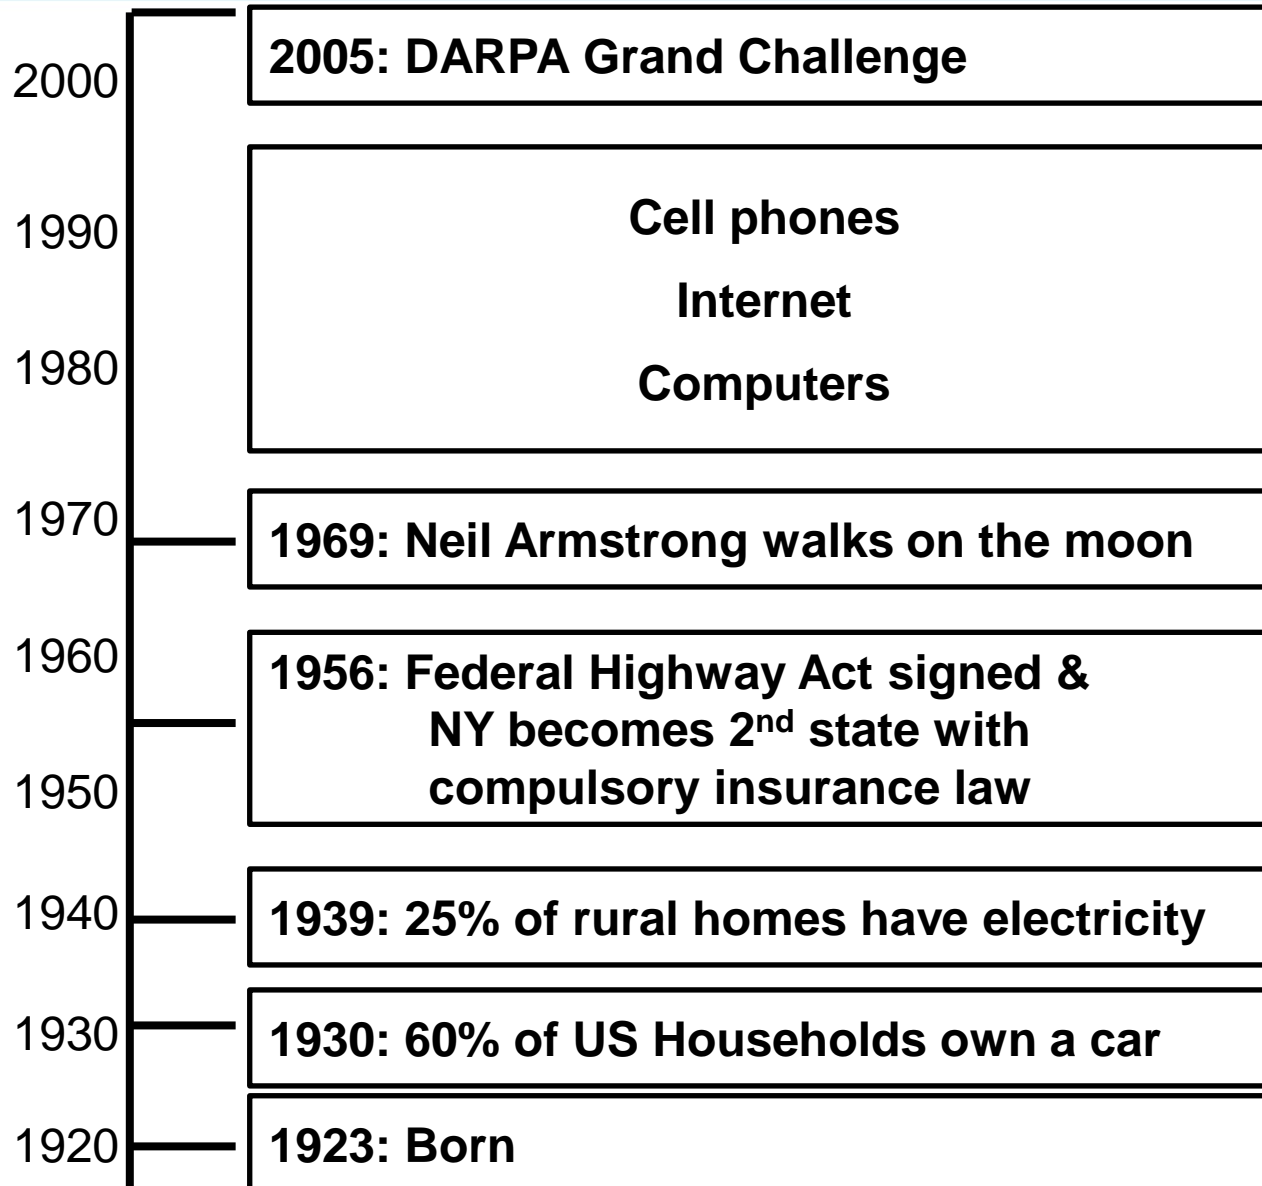 2000
2005: DARPA Grand Challenge
1990
Cell phones
Internet
1980
Computers
1970
1969: Neil Armstrong walks on the moon
1960
1956: Federal Highway Act signed &
NY becomes 2nd state with
compulsory insurance law
1950
1940
1939: 25% of rural homes have electricity
1930
1930: 60% of US Households own a car
1920
1923: Born